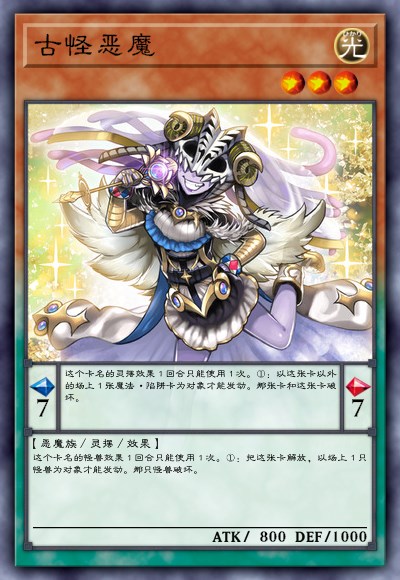 古怪恶魔
光
这个卡名的灵摆效果1回合只能使用1次。①：以这张卡以外
的场上1张魔法·陷阱卡为对象才能发动。那张卡和这张卡破
坏。
7
7
【恶魔族／灵摆／效果】
这个卡名的怪兽效果1回合只能使用1次。①：把这张卡解放，以场上1只
怪兽为对象才能发动。那只怪兽破坏。
ATK/ 800 DEF/1000